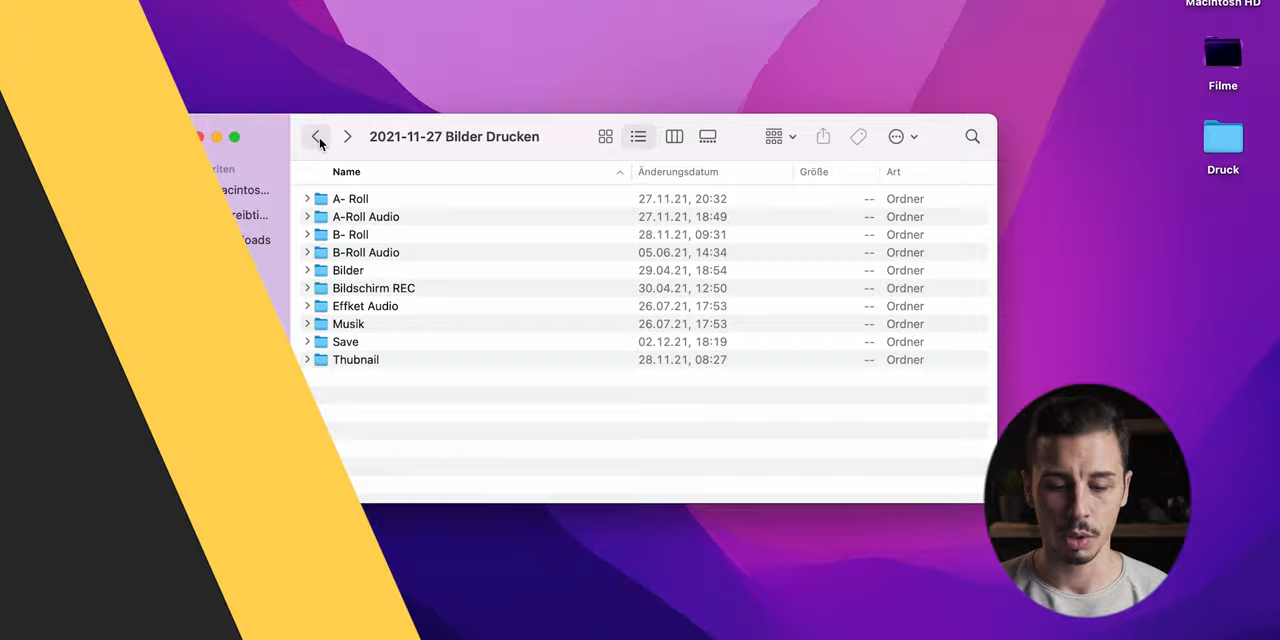 Macintosh HD
Filme
Druck
2021-11-27 Bilder Drucken
riten
acintos...
reibti...
loads
Name Änderungsdatum Größe Art
A- Roll 27.11.21, 20:32 -- Ordner
A-Roll Audio 27.11.21, 18:49 -- Ordner
B- Roll 28.11.21, 09:31 -- Ordner
B-Roll Audio 05.06.21, 14:34 -- Ordner
Bilder 29.04.21, 18:54 -- Ordner
Bildschirm REC 30.04.21, 12:50 -- Ordner
Effket Audio 26.07.21, 17:53 -- Ordner
Musik 26.07.21, 17:53 -- Ordner
Save 02.12.21, 18:19 -- Ordner
Thubnail 28.11.21, 08:27 -- Ordner